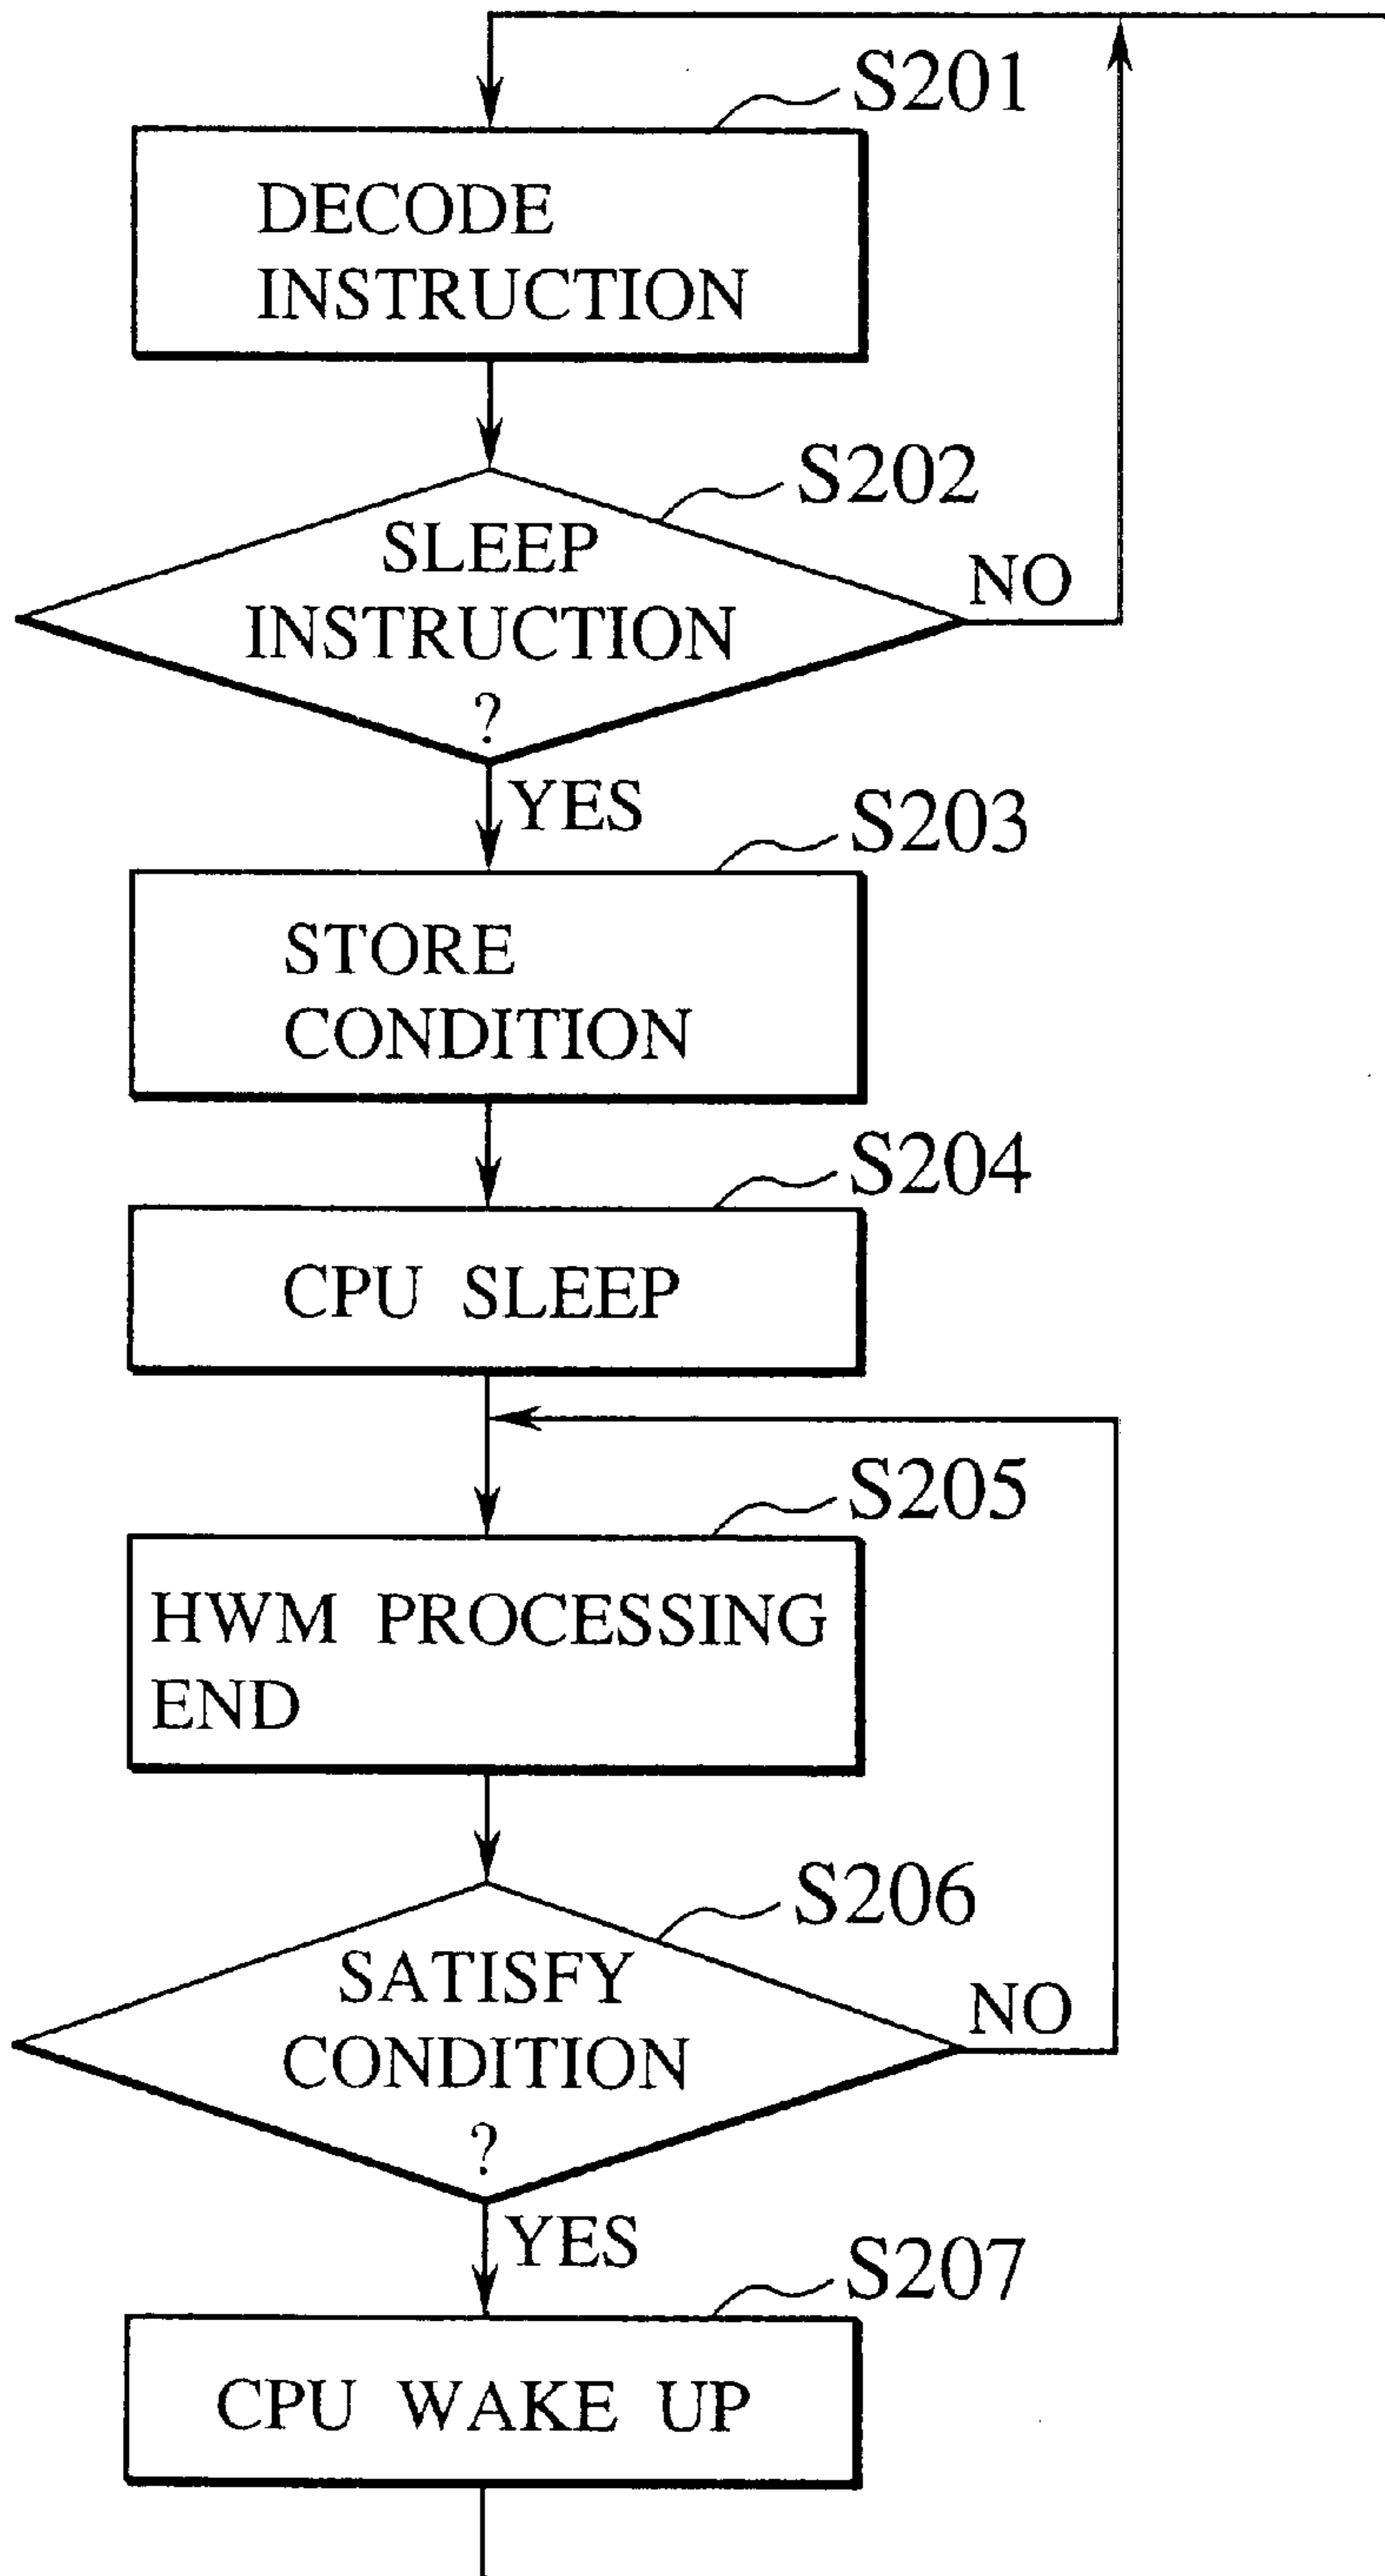 S201
DECODE
INSTRUCTION
S202
SLEEP
INSTRUCTION
?
NO
YES
S203
STORE
CONDITION
S204
CPU SLEEP
S205
HWM PROCESSING
END
S206
SATISFY
CONDITION
?
NO
YES
S207
CPU WAKE UP